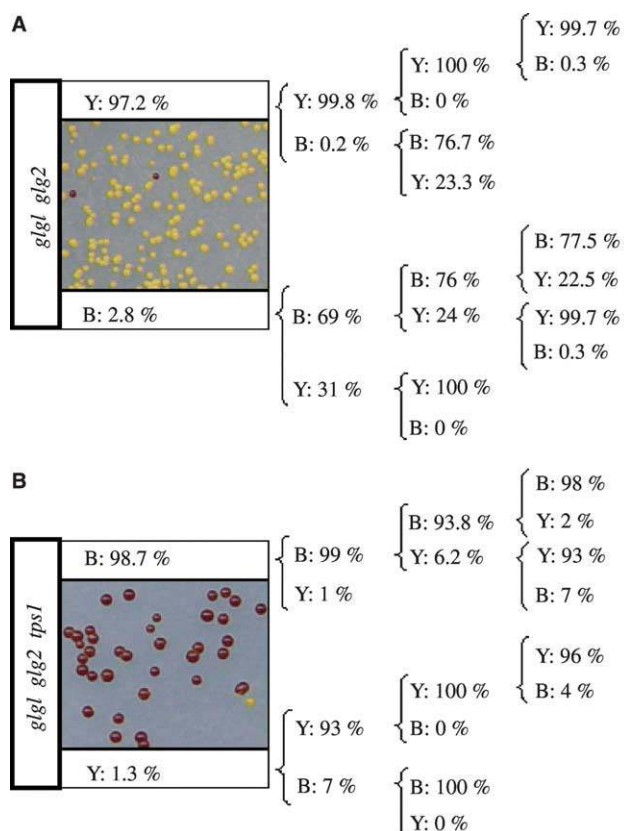 A
Y: 99.7 %
Y: 100 %
B: 0.3 %
Y: 97.2 %
Y: 99.8 %
B: 0 %
B: 0.2 %
B: 76.7 %
Y: 23.3 %
glgl glg2
B: 77.5 %
B: 76 %
Y: 22.5 %
B: 2.8 %
B: 69 %
Y: 24 %
Y: 99.7 %
B: 0.3 %
Y: 31 %
Y: 100 %
B: 0 %
B
B: 98 %
B: 93.8 %
Y: 2 %
B: 98.7 %
B: 99 %
Y: 6.2 %
Y: 93 %
Y: 1 %
B: 7 %
glgl glg2 tps1
Y: 96 %
Y: 100 %
B: 4 %
Y: 93 %
B: 0 %
Y: 1.3 %
B: 7 %
B: 100 %
Y: 0 %